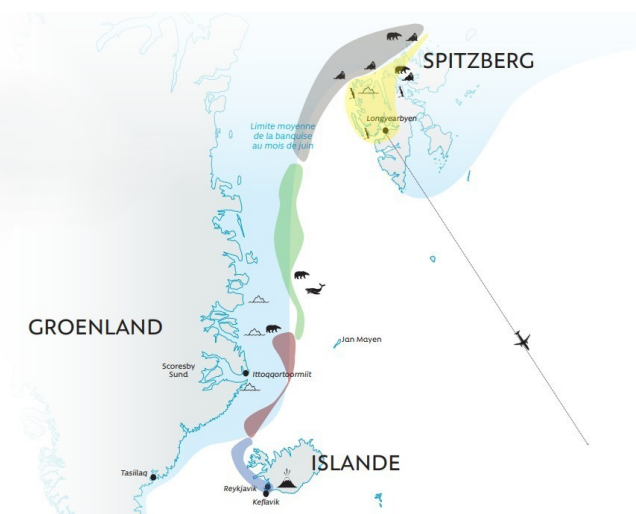 SPITZBERG
Longyearbyen
Limite moyenne
de la banquise
au mois de juin
GROENLAND
Jan Mayen
Scoresby
Sund
Ittoqqortoormiit
ISLANDE
Tasiilaq
Reykjavik
Keflavik